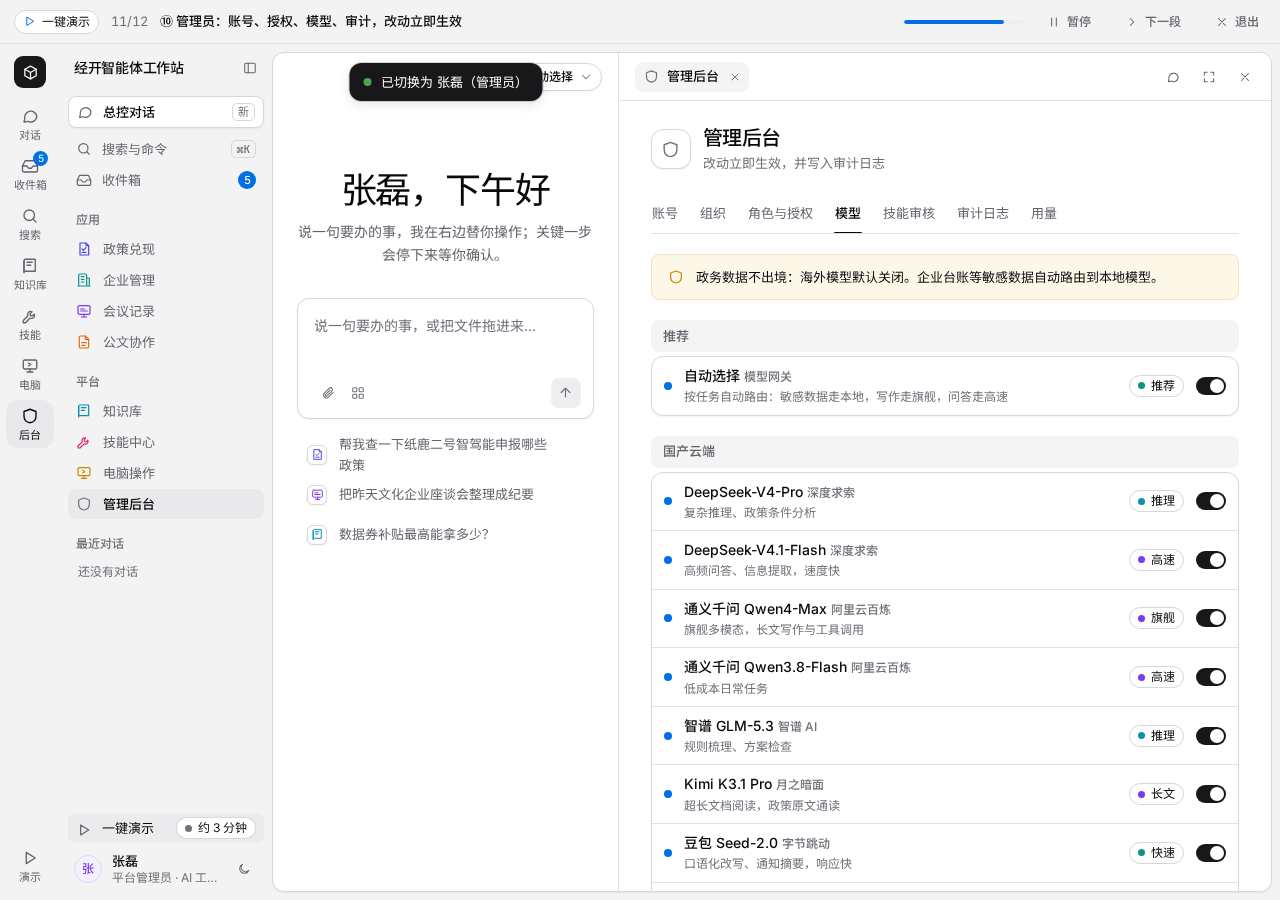 一键演示
11/12
⑩ 管理员：账号、授权、模型、审计，改动立即生效
暂停
下一段
退出
对话
5
收件箱
搜索
知识库
技能
电脑
后台
演示
经开智能体工作站
总控对话
新
搜索与命令
⌘K
收件箱
5
应用
政策兑现
企业管理
会议记录
公文协作
平台
知识库
技能中心
电脑操作
管理后台
最近对话
还没有对话
一键演示
约 3 分钟
张
张磊
平台管理员 · AI 工...
已切换为 张磊（管理员）
选择
张磊，下午好
说一句要办的事，我在右边替你操作；关键一步
会停下来等你确认。
说一句要办的事，或把文件拖进来...
帮我查一下纸鹿二号智驾能申报哪些
政策
把昨天文化企业座谈会整理成纪要
数据券补贴最高能拿多少？
管理后台
管理后台
改动立即生效，并写入审计日志
账号
组织
角色与授权
模型
技能审核
审计日志
用量
政务数据不出境：海外模型默认关闭。企业台账等敏感数据自动路由到本地模型。
推荐
自动选择 模型网关
按任务自动路由：敏感数据走本地，写作走旗舰，问答走高速
推荐
国产云端
DeepSeek-V4-Pro 深度求索
复杂推理、政策条件分析
推理
DeepSeek-V4.1-Flash 深度求索
高频问答、信息提取，速度快
高速
通义千问 Qwen4-Max 阿里云百炼
旗舰多模态，长文写作与工具调用
旗舰
通义千问 Qwen3.8-Flash 阿里云百炼
低成本日常任务
高速
智谱 GLM-5.3 智谱 AI
规则梳理、方案检查
推理
Kimi K3.1 Pro 月之暗面
超长文档阅读，政策原文通读
长文
豆包 Seed-2.0 字节跳动
口语化改写、通知摘要，响应快
快速